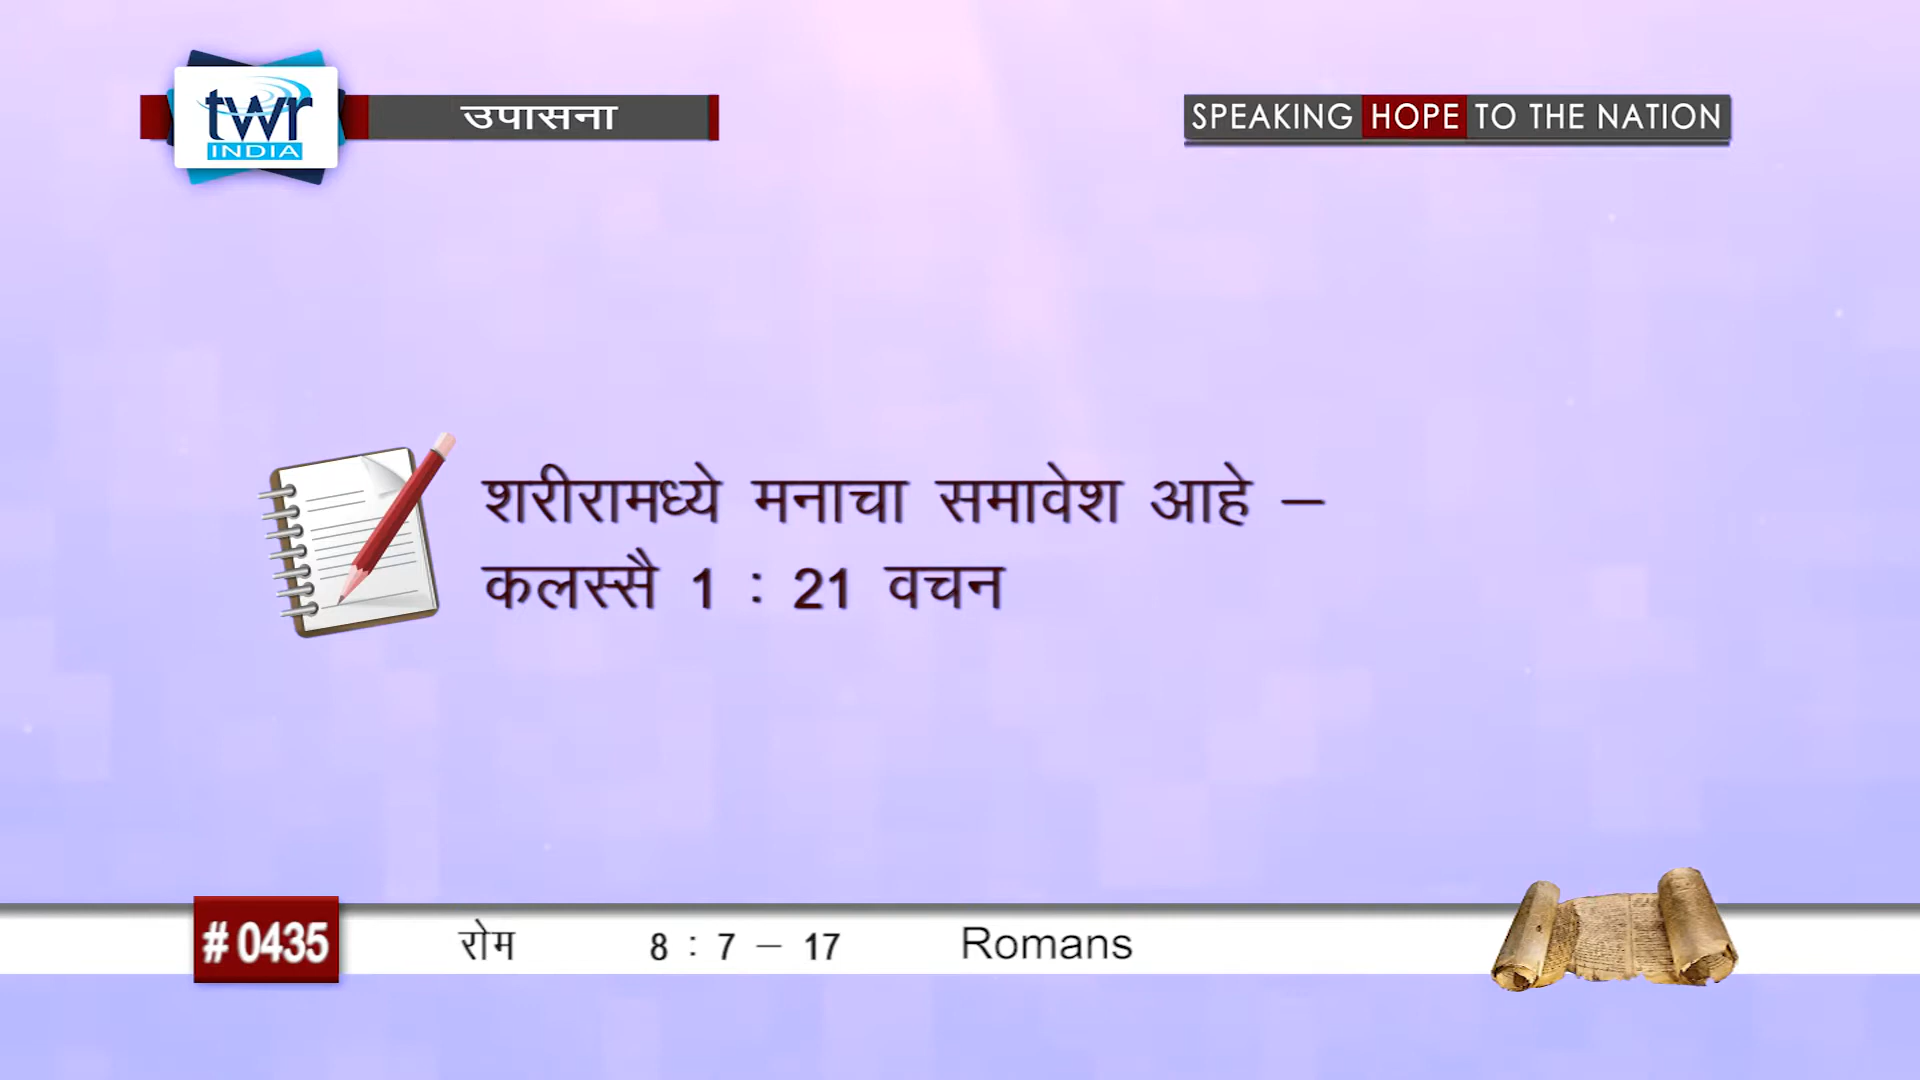 twr
INDIA
उपासना
SPEAKING HOPE TO THE NATION
शरीरामध्ये मनाचा समावेश आहे –
कलस्सै 1 : 21 वचन
# 0435
रोम 8 : 7 – 17 Romans